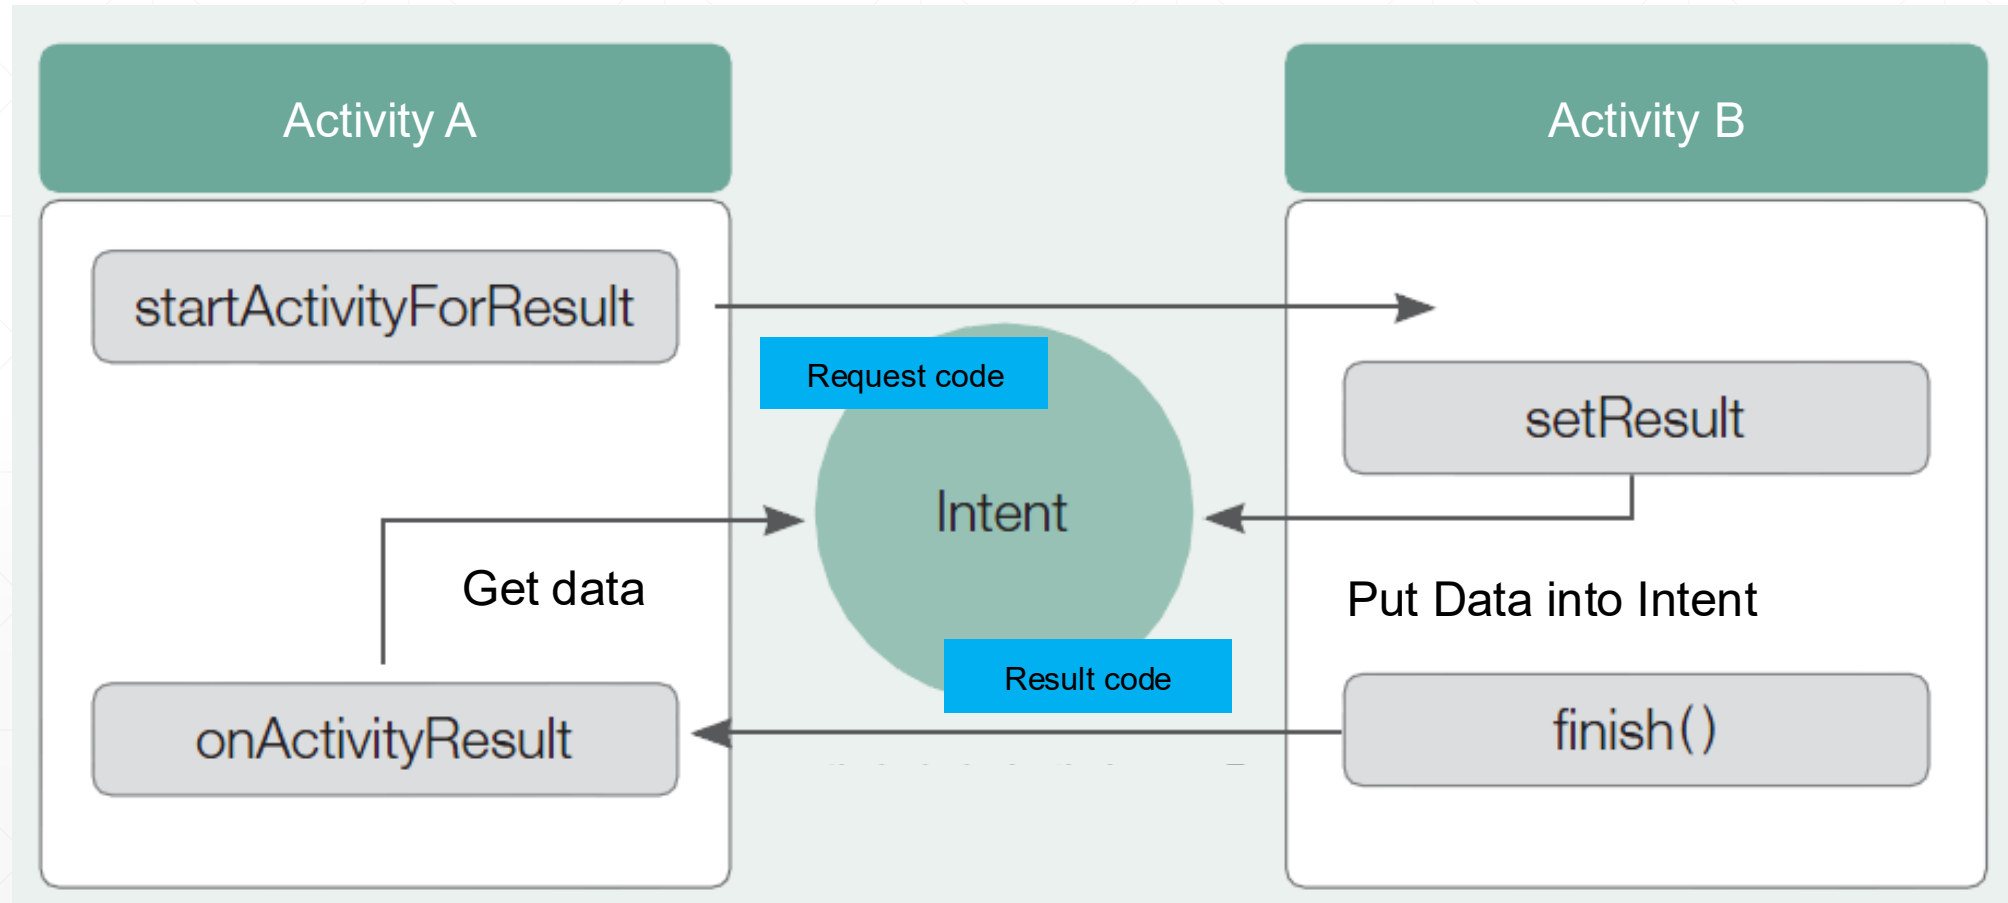 Activity A
Activity B
startActivityForResult
Request code
setResult
Intent
Get data
Put Data into Intent
Result code
onActivityResult
finish()